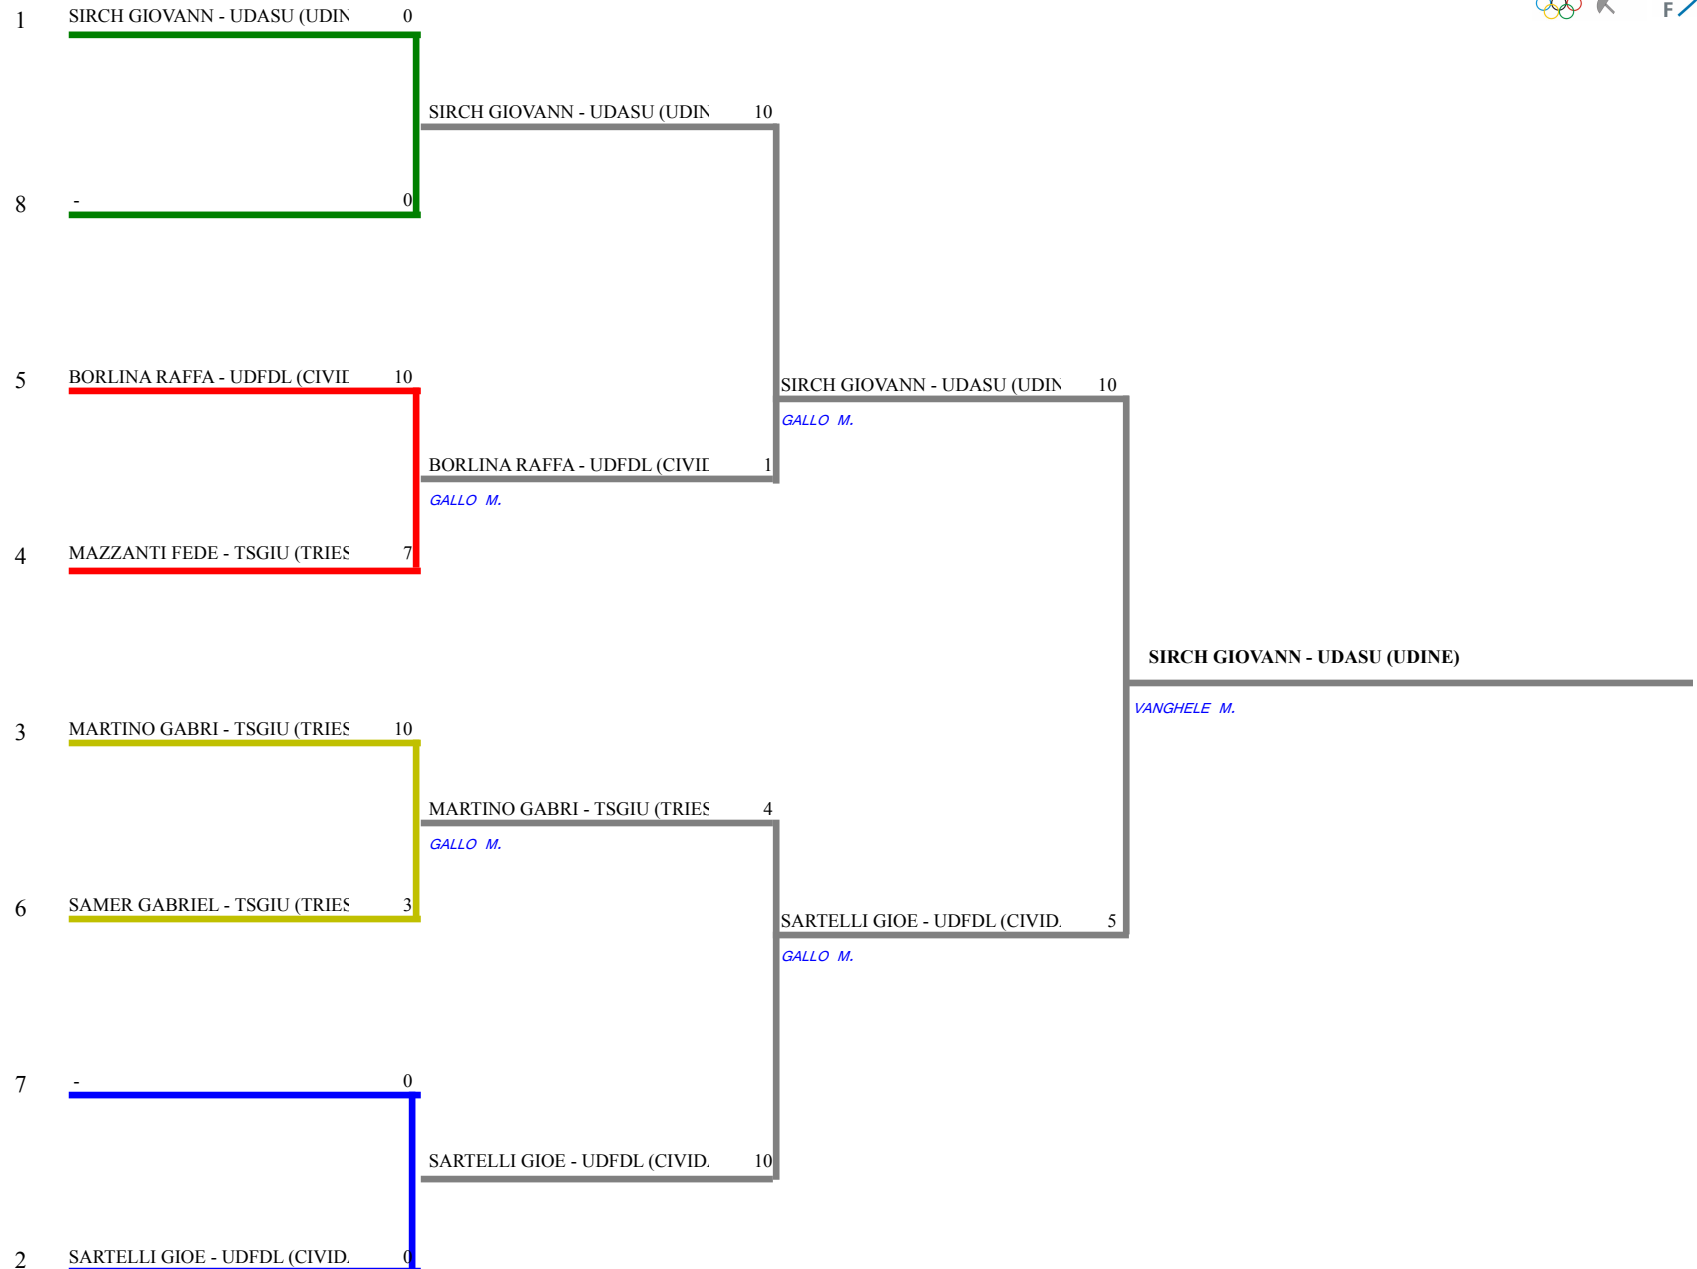 1 SIRCH GIOVANN - UDASU (UDIN 0
SIRCH GIOVANN - UDASU (UDIN 10
8 - 0
5 BORLINA RAFFA - UDFDL (CIVID 10
SIRCH GIOVANN - UDASU (UDIN 10
GALLO M.
BORLINA RAFFA - UDFDL (CIVID 1
GALLO M.
4 MAZZANTI FEDE - TSGIU (TRIES 7
SIRCH GIOVANN - UDASU (UDINE)
VANGHELE M.
3 MARTINO GABRI - TSGIU (TRIES 10
MARTINO GABRI - TSGIU (TRIES 4
GALLO M.
6 SAMER GABRIEL - TSGIU (TRIES 3
SARTELLI GIOE - UDFDL (CIVID. 5
GALLO M.
7 - 0
SARTELLI GIOE - UDFDL (CIVID. 10
2 SARTELLI GIOE - UDFDL (CIVID. 0
F